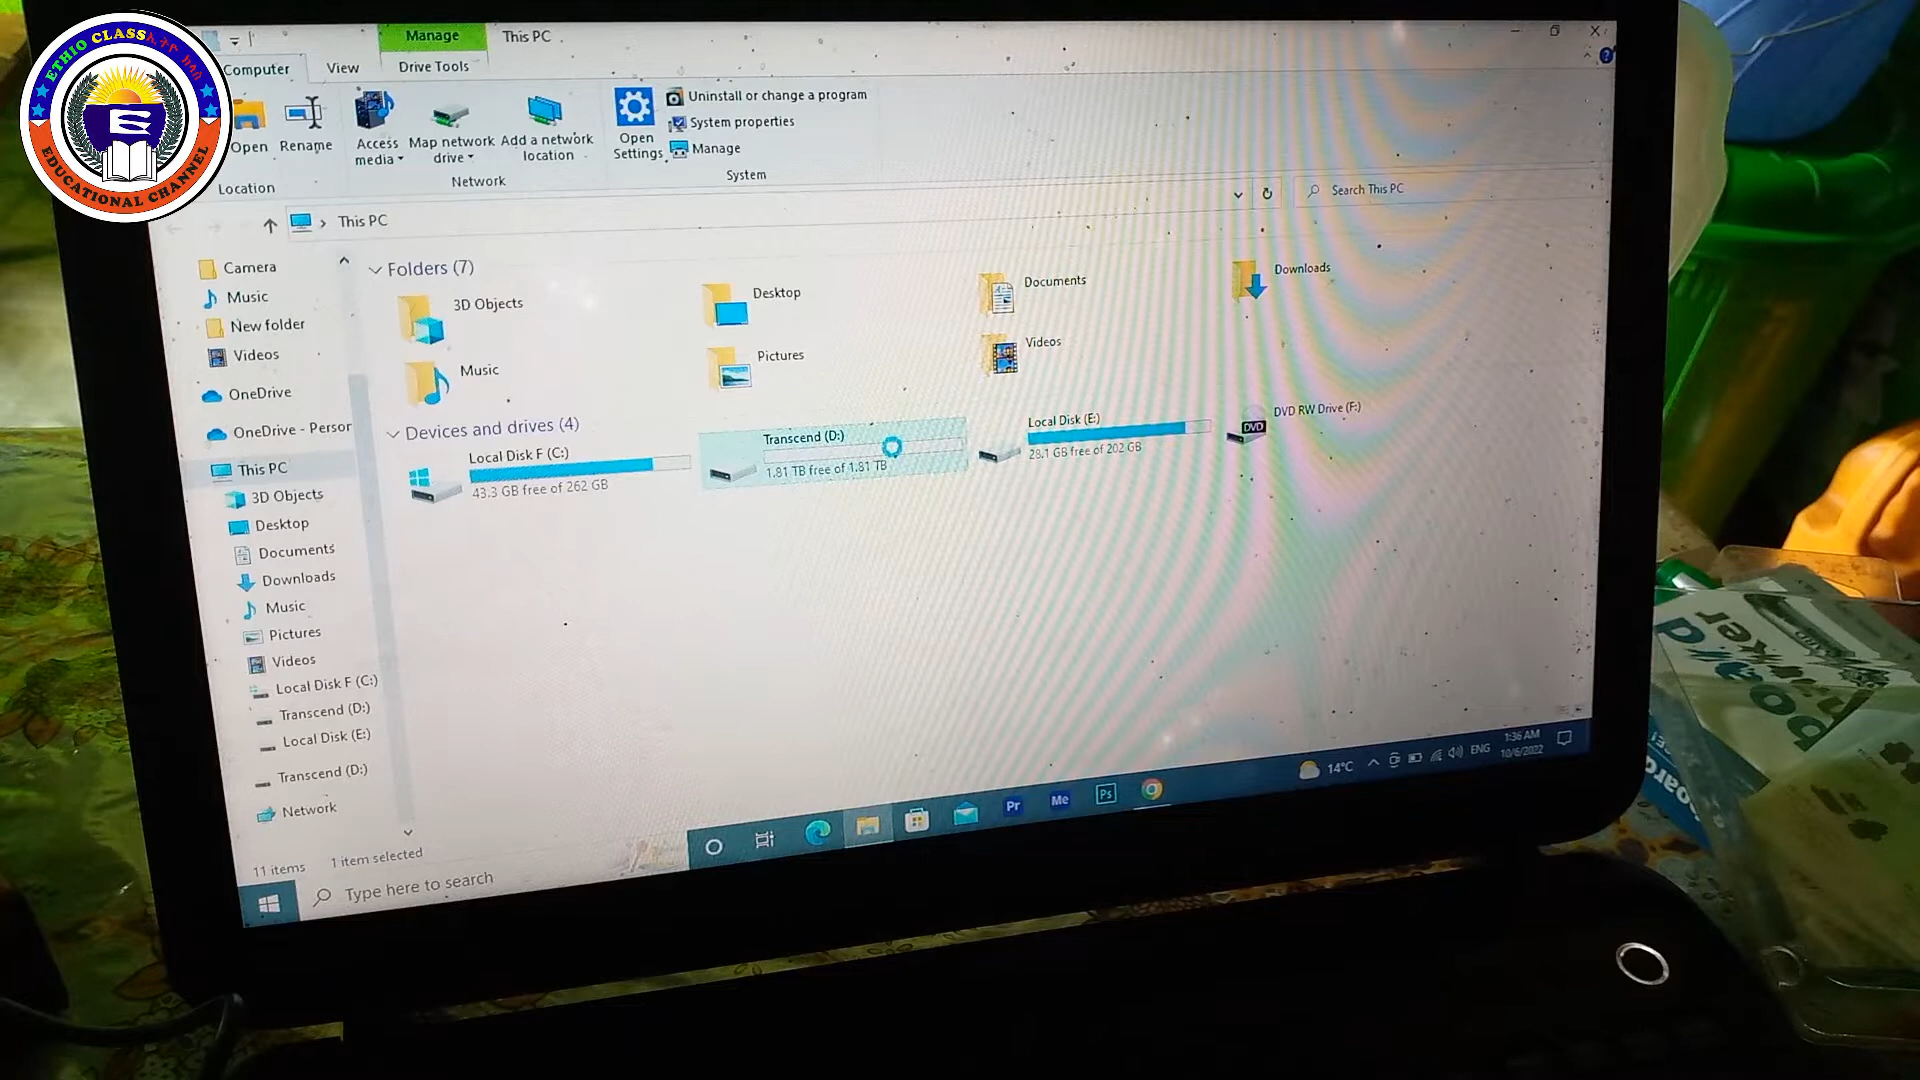 ETHIO CLASS ኢትዮ ክላስ
EDUCATIONAL CHANNEL
Manage
This PC
Computer
View
Drive Tools
Open
Rename
Access media
Map network drive
Add a network location
Open Settings
Uninstall or change a program
System properties
Manage
Location
Network
System
This PC
Search This PC
Camera
Music
New folder
Videos
OneDrive
OneDrive - Person
This PC
3D Objects
Desktop
Documents
Downloads
Music
Pictures
Videos
Local Disk F (C:)
Transcend (D:)
Local Disk (E:)
Transcend (D:)
Network
Folders (7)
3D Objects
Desktop
Documents
Downloads
Music
Pictures
Videos
Devices and drives (4)
Local Disk F (C:)
43.3 GB free of 262 GB
Transcend (D:)
1.81 TB free of 1.81 TB
Local Disk (E:)
28.1 GB free of 202 GB
DVD RW Drive (F:)
DVD
11 items
1 item selected
Type here to search
Pr
Me
Ps
14°C
ENG
1:36 AM
10/6/2022